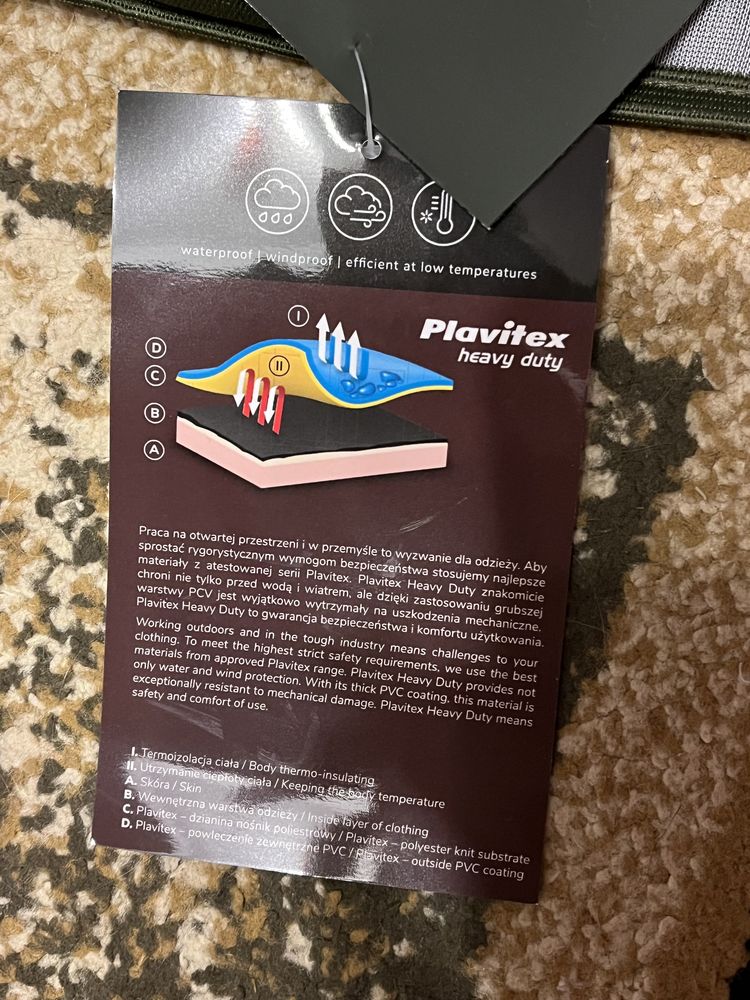 waterproof | windproof | efficient at low temperatures
I
Plavitex
heavy duty
D
II
C
B
A
Praca na otwartej przestrzeni i w przemyśle to wyzwanie dla odzieży. Aby
sprostać rygorystycznym wymogom bezpieczeństwa stosujemy najlepsze
materiały z atestowanej serii Plavitex. Plavitex Heavy Duty znakomicie
chroni nie tylko przed wodą i wiatrem, ale dzięki zastosowaniu grubszej
warstwy PCV jest wyjątkowo wytrzymały na uszkodzenia mechaniczne.
Plavitex Heavy Duty to gwarancja bezpieczeństwa i komfortu użytkowania.
Working outdoors and in the tough industry means challenges to your
clothing. To meet the highest strict safety requirements, we use the best
materials from approved Plavitex range. Plavitex Heavy Duty provides not
only water and wind protection. With its thick PVC coating, this material is
exceptionally resistant to mechanical damage. Plavitex Heavy Duty means
safety and comfort of use.
I. Termoizolacja ciała / Body thermo-insulating
II. Utrzymanie ciepłoty ciała / Keeping the body temperature
A. Skóra / Skin
B. Wewnętrzna warstwa odzieży / Inside layer of clothing
C. Plavitex – dzianina nośnik poliestrowy / Plavitex – polyester knit substrate
D. Plavitex – powleczenie zewnętrzne PVC / Plavitex – outside PVC coating